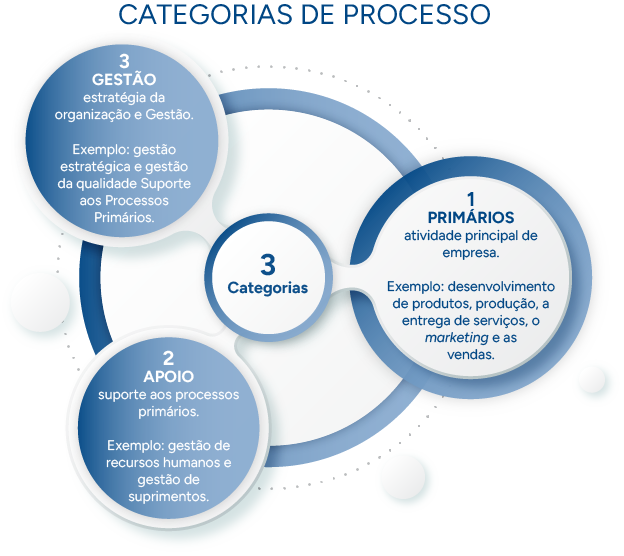 CATEGORIAS DE PROCESSO
3
GESTÃO
estratégia da
organização e Gestão.
Exemplo: gestão
estratégica e gestão
da qualidade Suporte
aos Processos
Primários.
1
PRIMÁRIOS
atividade principal de
empresa.
Exemplo: desenvolvimento
de produtos, produção, a
entrega de serviços, o
marketing e as
vendas.
3
Categorias
2
APOIO
suporte aos processos
primários.
Exemplo: gestão de
recursos humanos e
gestão de
suprimentos.